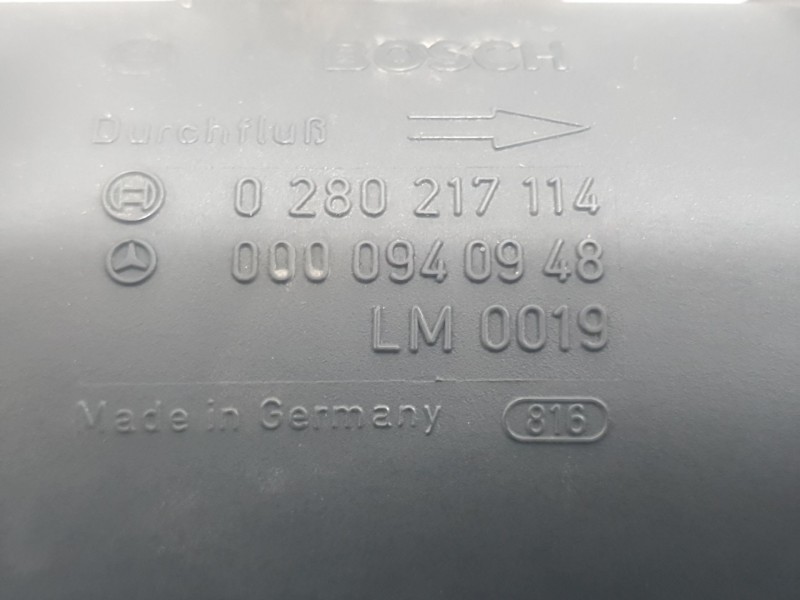 BOSCH
Durchfluß
0 280 217 114
000 094 09 48
LM 0019
Made in Germany 816